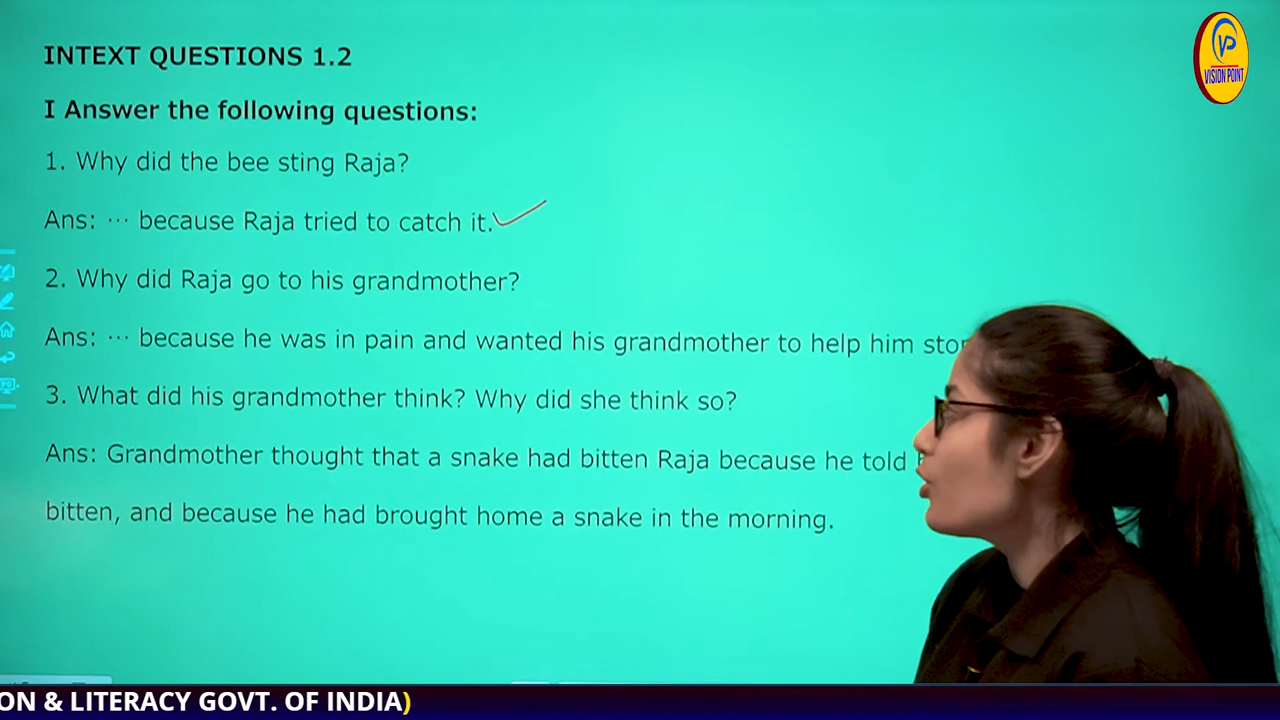 INTEXT QUESTIONS 1.2
I Answer the following questions:
1. Why did the bee sting Raja?
Ans: ... because Raja tried to catch it.
2. Why did Raja go to his grandmother?
Ans: ... because he was in pain and wanted his grandmother to help him
3. What did his grandmother think? Why did she think so?
Ans: Grandmother thought that a snake had bitten Raja because he told
bitten, and because he had brought home a snake in the morning.
VP
VISION POINT
ON & LITERACY GOVT. OF INDIA)